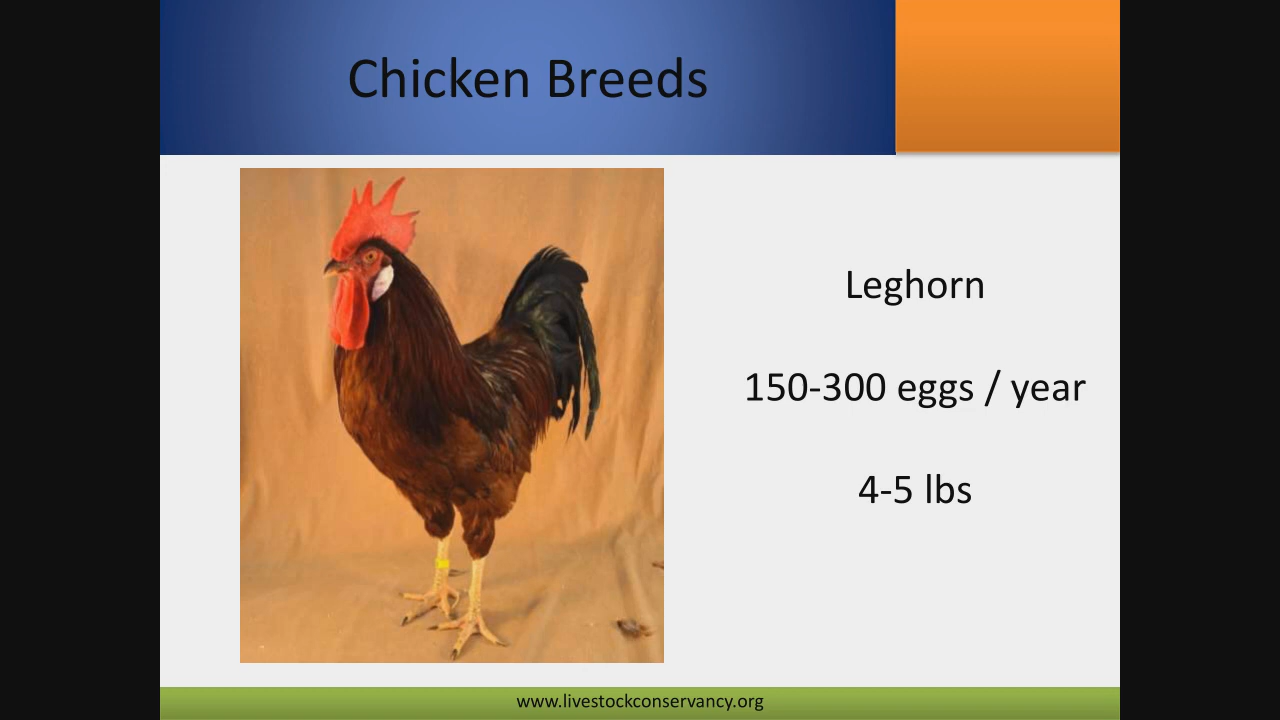 Chicken Breeds
Leghorn
150-300 eggs / year
4-5 lbs
www.livestockconservancy.org